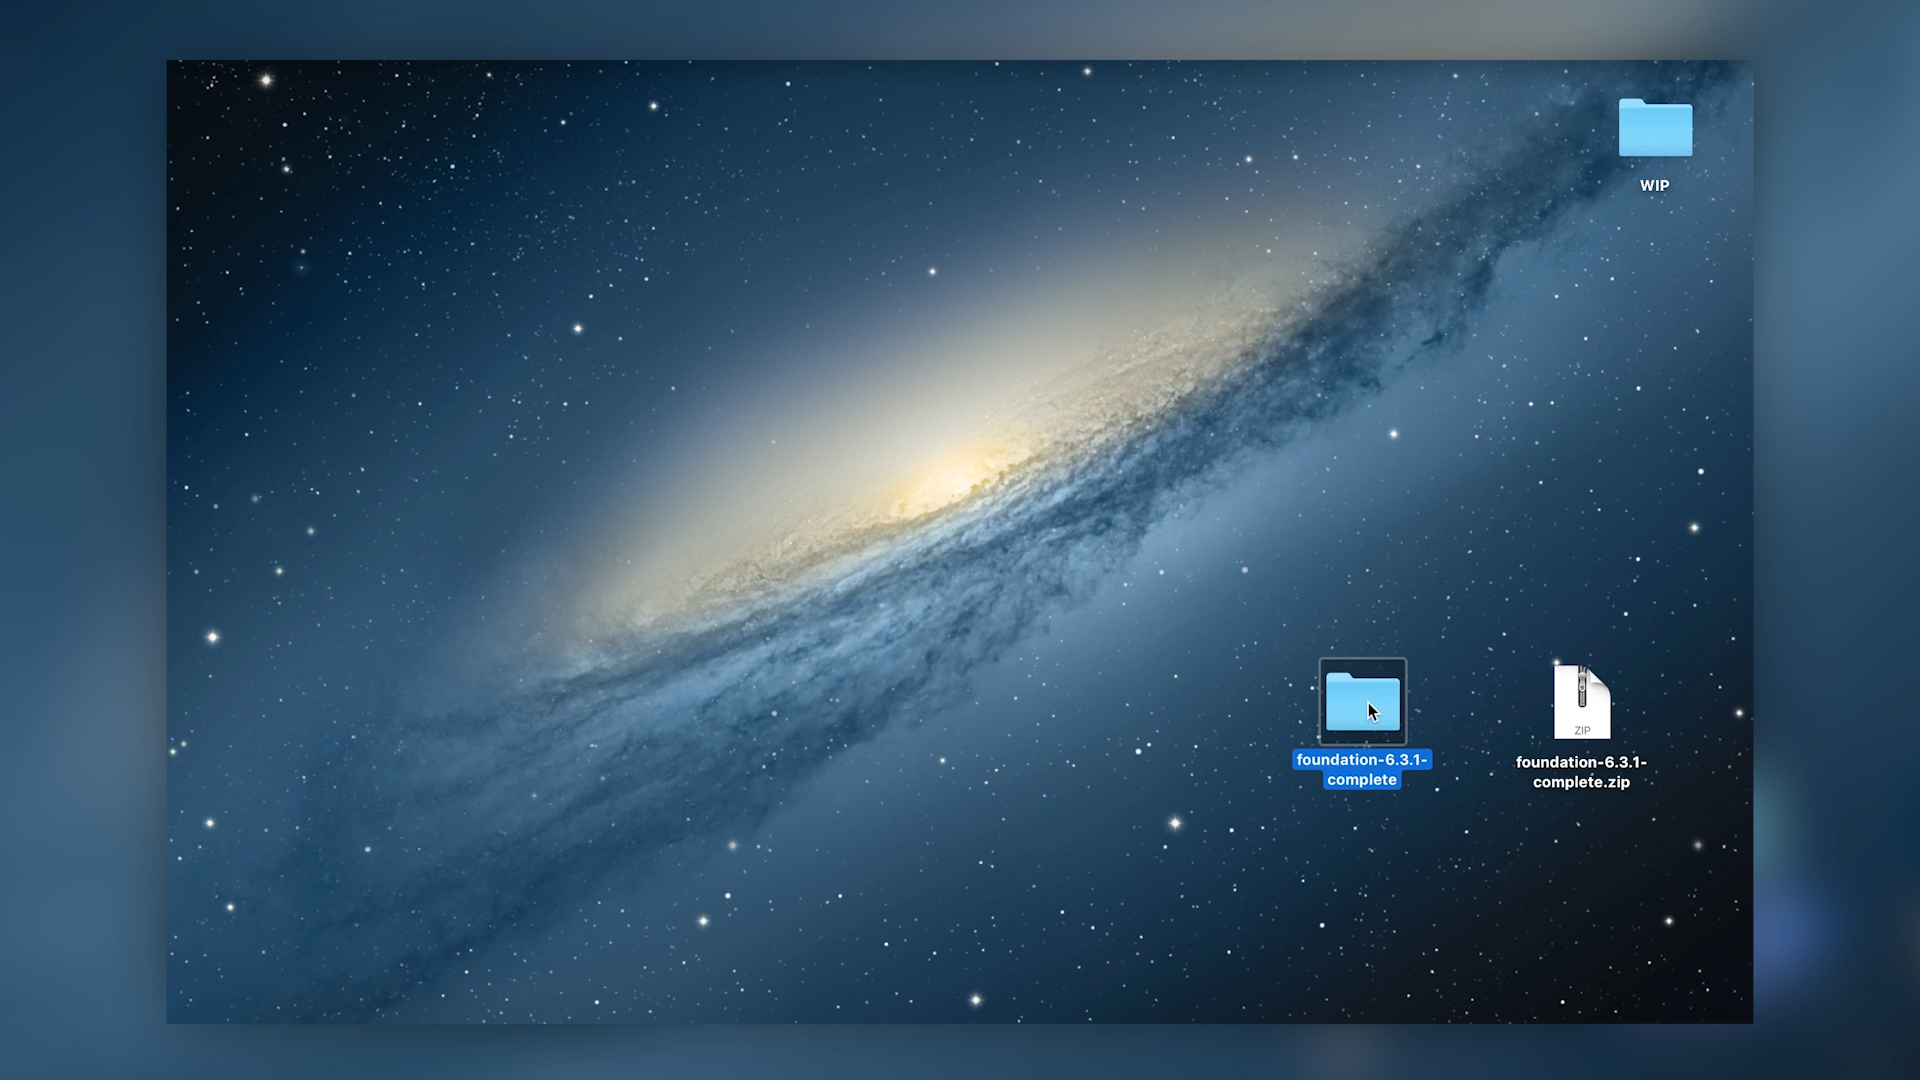 WIP
foundation-6.3.1-
complete
ZIP
foundation-6.3.1-
complete.zip